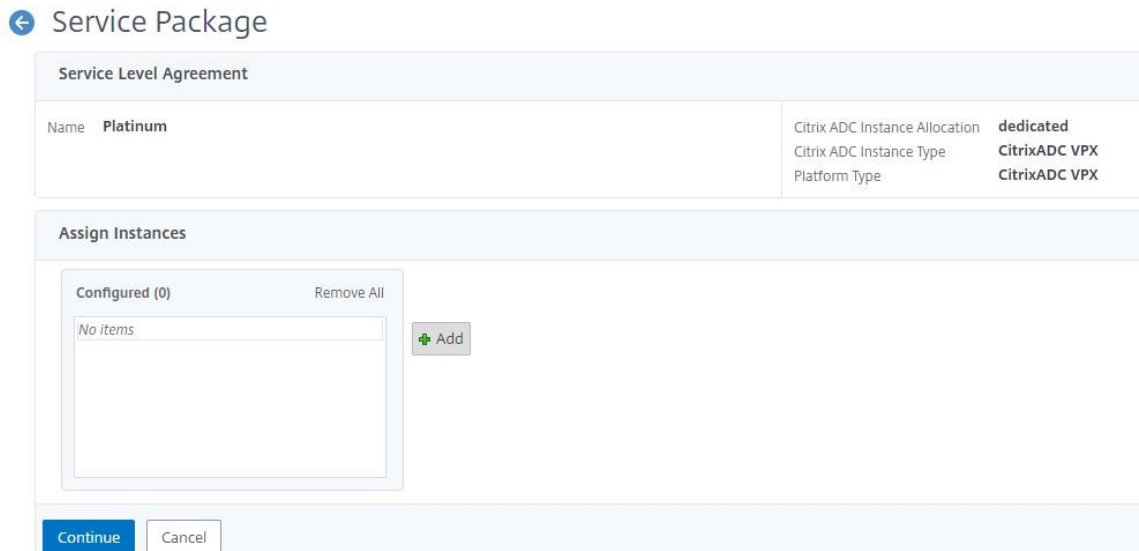 Service Package
Service Level Agreement
Name Platinum
Citrix ADC Instance Allocation dedicated
Citrix ADC Instance Type CitrixADC VPX
Platform Type CitrixADC VPX
Assign Instances
Configured (0) Remove All
No items
Add
Continue Cancel